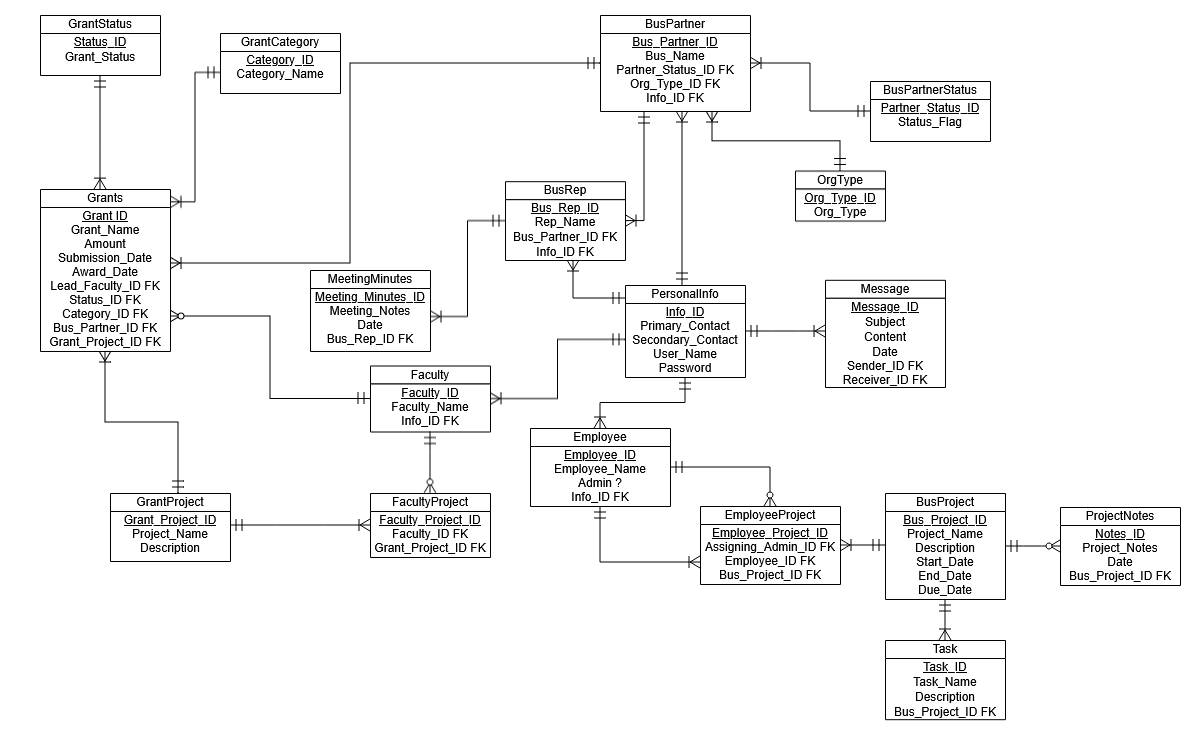 GrantStatus
Status_ID
Grant_Status
GrantCategory
Category_ID
Category_Name
BusPartner
Bus_Partner_ID
Bus_Name
Partner_Status_ID FK
Org_Type_ID FK
Info_ID FK
BusPartnerStatus
Partner_Status_ID
Status_Flag
OrgType
Org_Type_ID
Org_Type
Grants
Grant ID
Grant_Name
Amount
Submission_Date
Award_Date
Lead_Faculty_ID FK
Status_ID FK
Category_ID FK
Bus_Partner_ID FK
Grant_Project_ID FK
BusRep
Bus_Rep_ID
Rep_Name
Bus_Partner_ID FK
Info_ID FK
MeetingMinutes
Meeting_Minutes_ID
Meeting_Notes
Date
Bus_Rep_ID FK
PersonalInfo
Info_ID
Primary_Contact
Secondary_Contact
User_Name
Password
Message
Message_ID
Subject
Content
Date
Sender_ID FK
Receiver_ID FK
Faculty
Faculty_ID
Faculty_Name
Info_ID FK
Employee
Employee_ID
Employee_Name
Admin ?
Info_ID FK
GrantProject
Grant_Project_ID
Project_Name
Description
FacultyProject
Faculty_Project_ID
Faculty_ID FK
Grant_Project_ID FK
EmployeeProject
Employee_Project_ID
Assigning_Admin_ID FK
Employee_ID FK
Bus_Project_ID FK
BusProject
Bus_Project_ID
Project_Name
Description
Start_Date
End_Date
Due_Date
ProjectNotes
Notes_ID
Project_Notes
Date
Bus_Project_ID FK
Task
Task_ID
Task_Name
Description
Bus_Project_ID FK